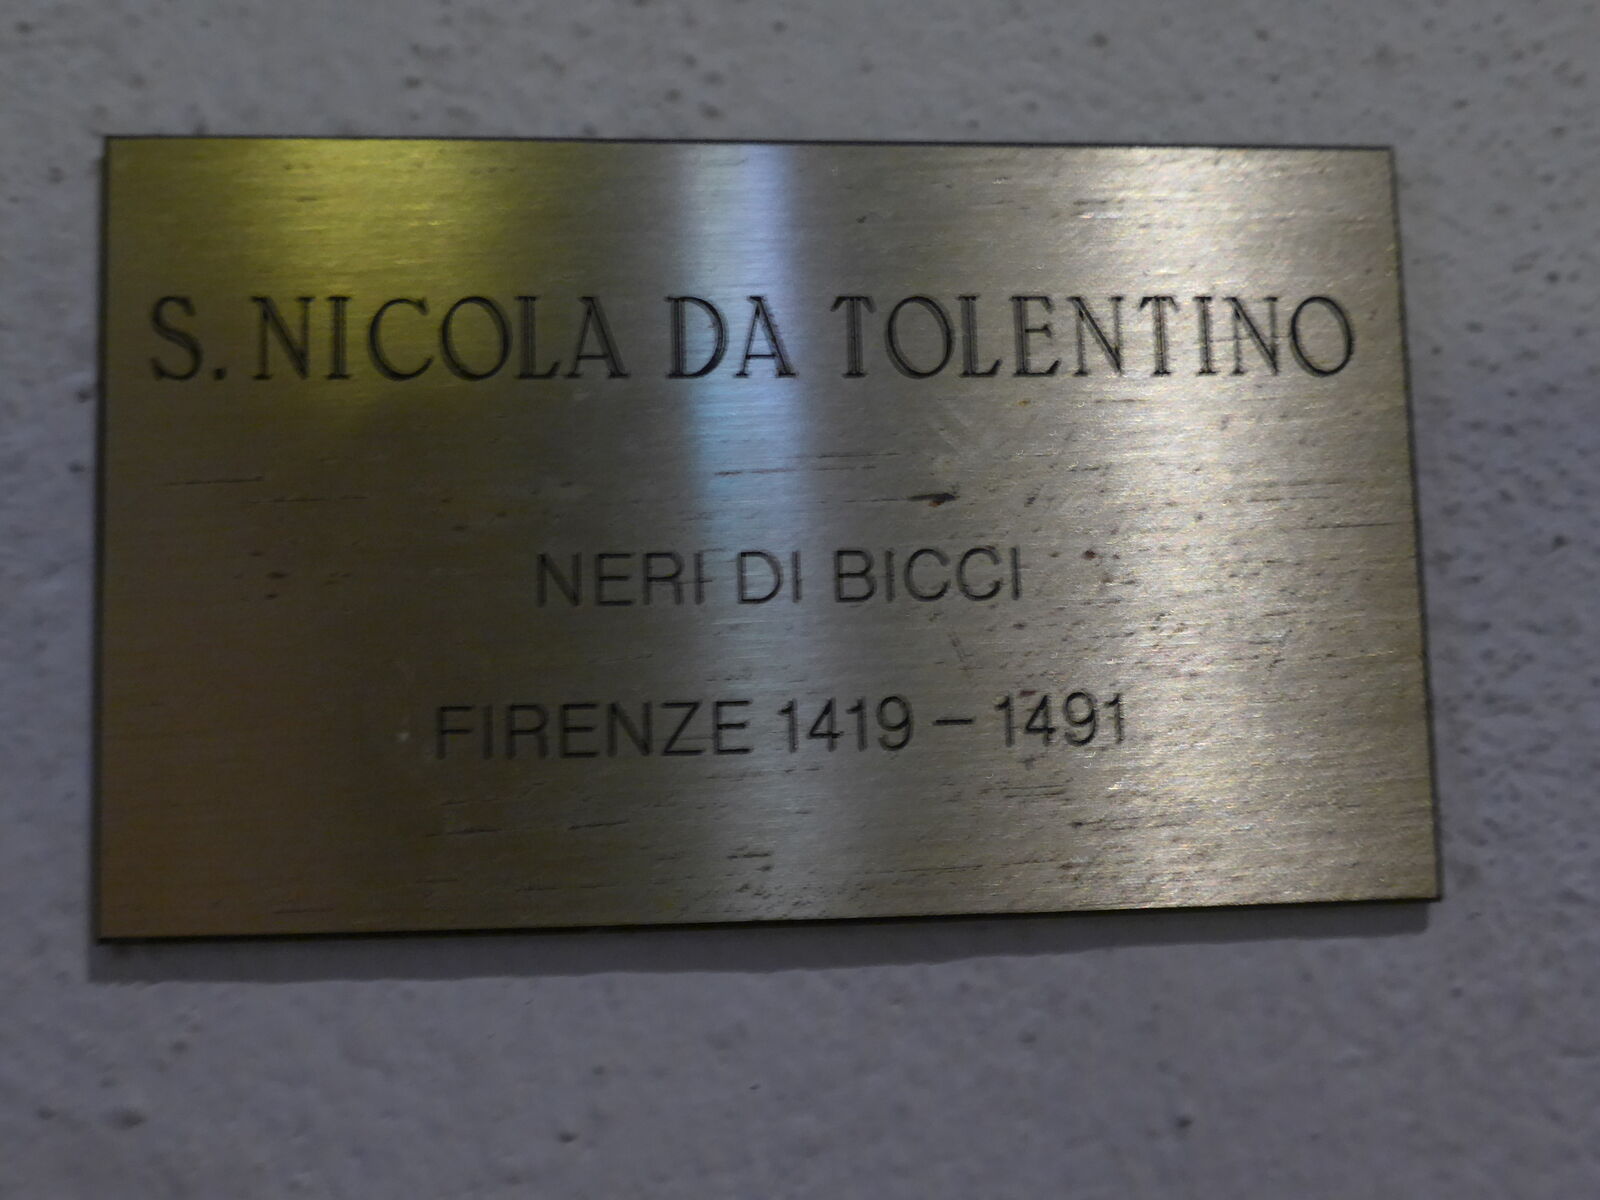 S. NICOLA DA TOLENTINO
NERI DI BICCI
FIRENZE 1419 – 1491